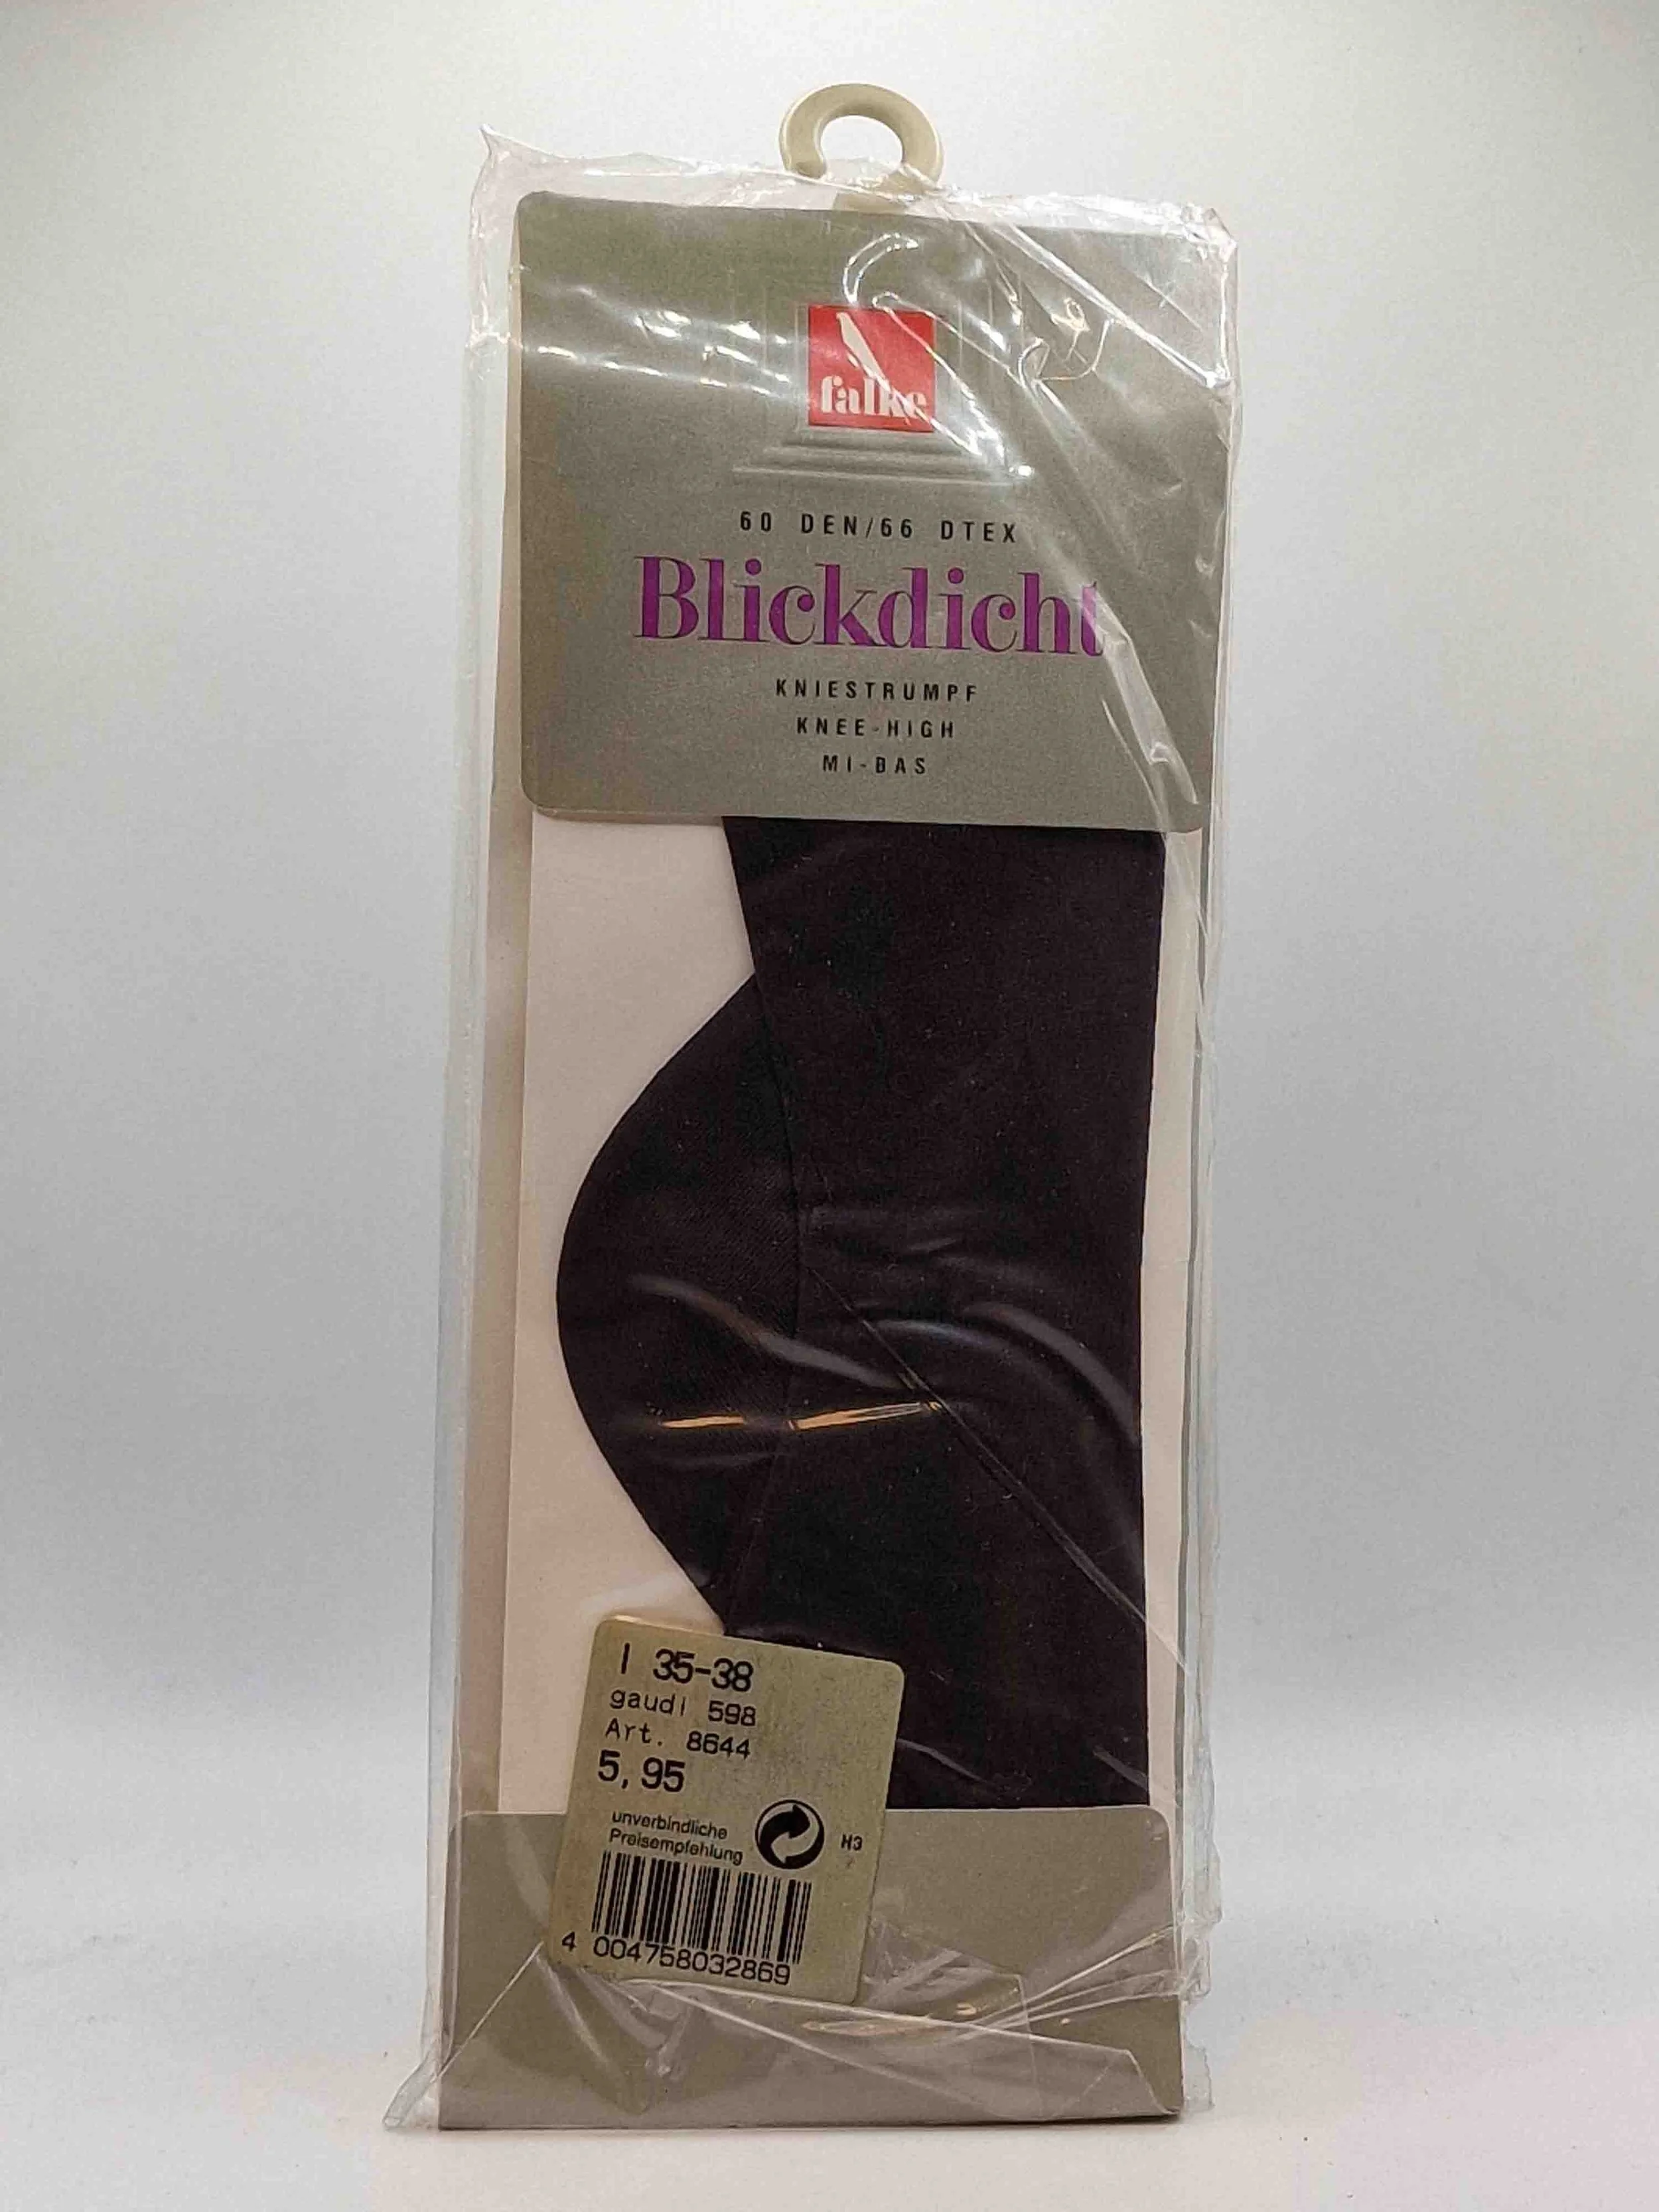 falke
60 DEN/66 DTEX
Blickdicht
KNIESTRUMPF
KNEE-HIGH
MI-BAS
I 35-38
gaudi 598
Art. 8644
5,95
unverbindliche
Preisempfehlung
H3
4 004758032869